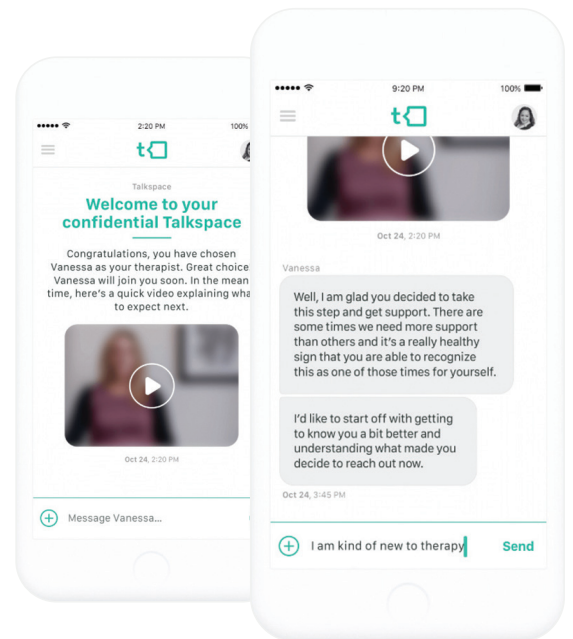 2:20 PM
100%
t
Talkspace
Welcome to your
confidential Talkspace
Congratulations, you have chosen
Vanessa as your therapist. Great choice
Vanessa will join you soon. In the mean
time, here's a quick video explaining wha
to expect next.
Oct 24, 2:20 PM
Message Vanessa...
9:20 PM
100%
t
Oct 24, 2:20 PM
Vanessa
Well, I am glad you decided to take
this step and get support. There are
some times we need more support
than others and it's a really healthy
sign that you are able to recognize
this as one of those times for yourself.
I'd like to start off with getting
to know you a bit better and
understanding what made you
decide to reach out now.
Oct 24, 3:45 PM
I am kind of new to therapy
Send